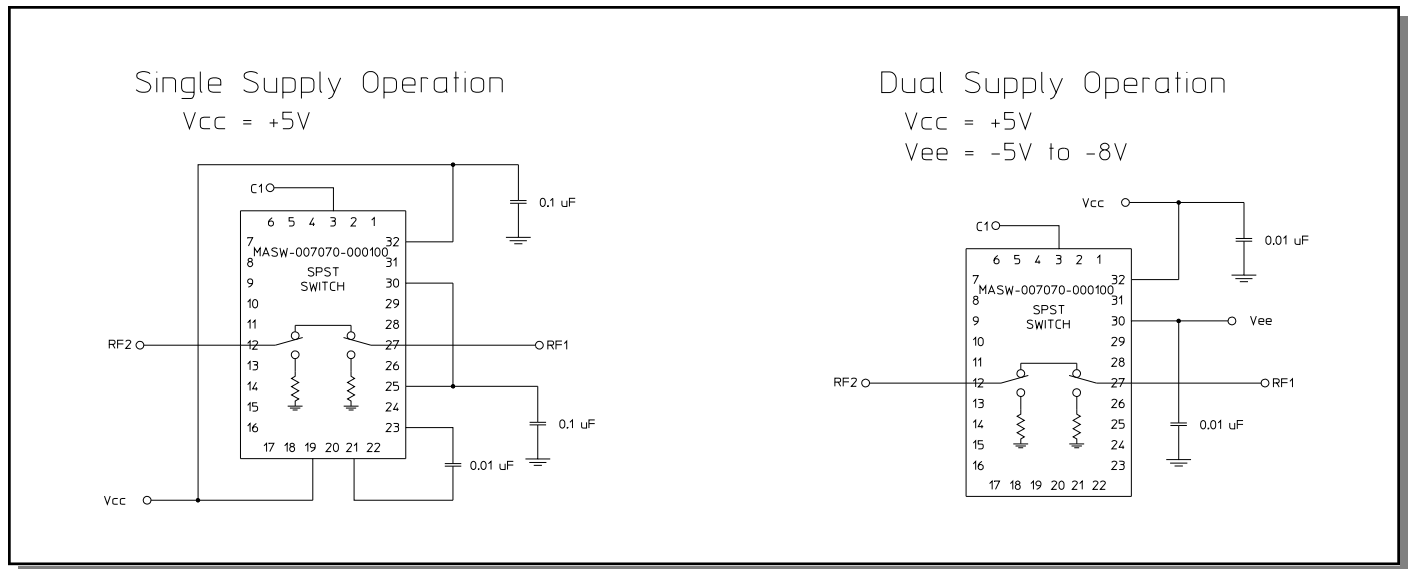 Single Supply Operation
Vcc = +5V
C1
0.1 uF
6 5 4 3 2 1
7 32
MASW-007070-000100
8 31
SPST
9 30
SWITCH
10 29
11 28
RF2 12 27 RF1
13 26
14 25
15 24
0.1 uF
16 23
17 18 19 20 21 22
0.01 uF
Vcc
Dual Supply Operation
Vcc = +5V
Vee = -5V to -8V
Vcc
C1
0.01 uF
6 5 4 3 2 1
7 32
MASW-007070-000100
8 31
SPST
9 30 Vee
SWITCH
10 29
11 28
RF2 12 27 RF1
13 26
14 25
0.01 uF
15 24
16 23
17 18 19 20 21 22